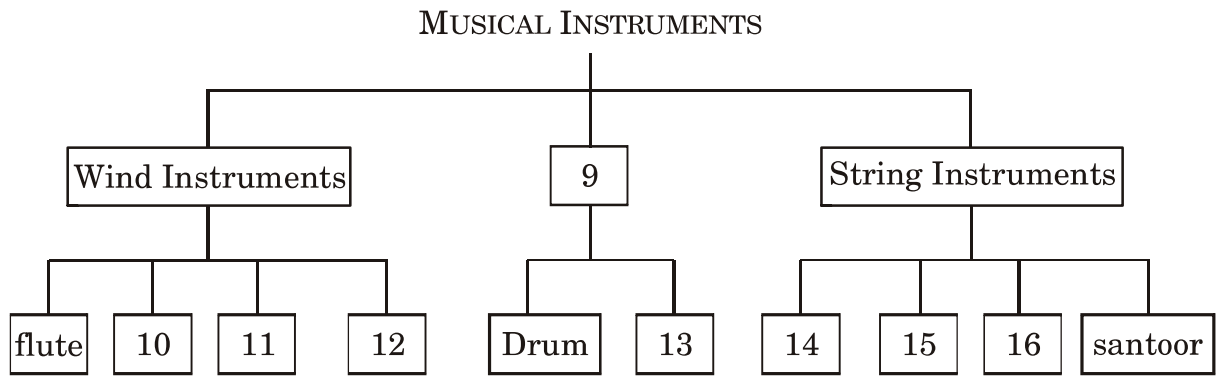 MUSICAL INSTRUMENTS
Wind Instruments 9 String Instruments
flute 10 11 12 Drum 13 14 15 16 santoor